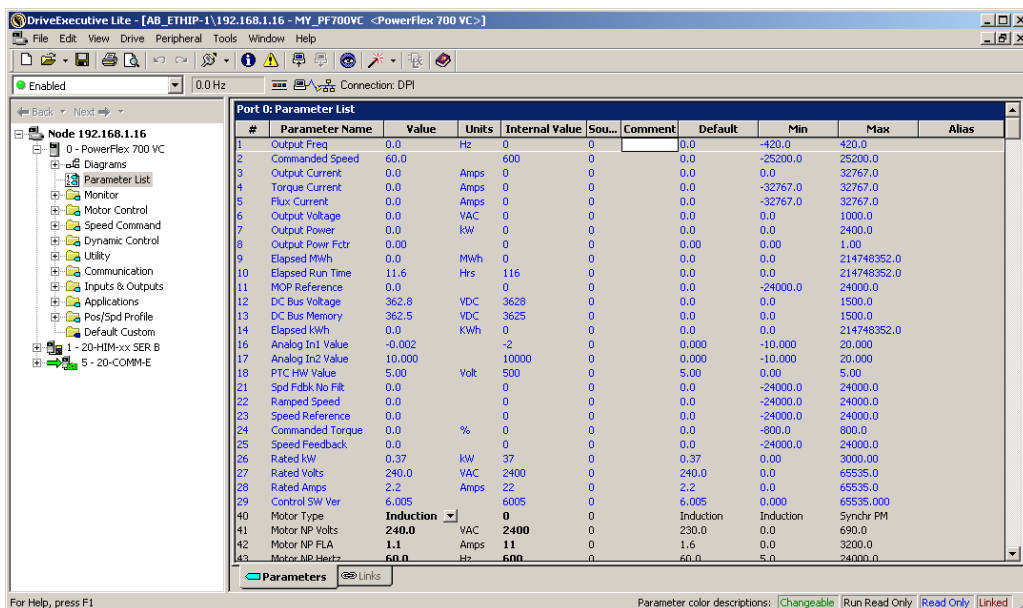 DriveExecutive Lite - [AB_ETHIP-1\192.168.1.16 - MY_PF700VC <PowerFlex 700 VC>]
File Edit View Drive Peripheral Tools Window Help
Enabled 0.0 Hz Connection: DPI
Back Next
Node 192.168.1.16
0 - PowerFlex 700 VC
Diagrams
Parameter List
Monitor
Motor Control
Speed Command
Dynamic Control
Utility
Communication
Inputs & Outputs
Applications
Pos/Spd Profile
Default Custom
1 - 20-HIM-xx SER B
5 - 20-COMM-E
Port 0: Parameter List
# Parameter Name Value Units Internal Value Sou... Comment Default Min Max Alias
1 Output Freq 0.0 Hz 0 0 0.0 -420.0 420.0
2 Commanded Speed 60.0 600 0 0.0 -25200.0 25200.0
3 Output Current 0.0 Amps 0 0 0.0 0.0 32767.0
4 Torque Current 0.0 Amps 0 0 0.0 -32767.0 32767.0
5 Flux Current 0.0 Amps 0 0 0.0 -32767.0 32767.0
6 Output Voltage 0.0 VAC 0 0 0.0 0.0 1000.0
7 Output Power 0.0 kW 0 0 0.0 0.0 2400.0
8 Output Powr Fctr 0.00 0 0 0.00 0.00 1.00
9 Elapsed MWh 0.0 MWh 0 0 0.0 0.0 214748352.0
10 Elapsed Run Time 11.6 Hrs 116 0 0.0 0.0 214748352.0
11 MOP Reference 0.0 0 0 0.0 -24000.0 24000.0
12 DC Bus Voltage 362.8 VDC 3628 0 0.0 0.0 1500.0
13 DC Bus Memory 362.5 VDC 3625 0 0.0 0.0 1500.0
14 Elapsed kWh 0.0 KWh 0 0 0.0 0.0 214748352.0
16 Analog In1 Value -0.002 -2 0 0.000 -10.000 20.000
17 Analog In2 Value 10.000 10000 0 0.000 -10.000 20.000
18 PTC HW Value 5.00 Volt 500 0 5.00 0.00 5.00
21 Spd Fdbk No Filt 0.0 0 0 0.0 -24000.0 24000.0
22 Ramped Speed 0.0 0 0 0.0 -24000.0 24000.0
23 Speed Reference 0.0 0 0 0.0 -24000.0 24000.0
24 Commanded Torque 0.0 % 0 0 0.0 -800.0 800.0
25 Speed Feedback 0.0 0 0 0.0 -24000.0 24000.0
26 Rated kW 0.37 kW 37 0 0.37 0.00 3000.00
27 Rated Volts 240.0 VAC 2400 0 240.0 0.0 65535.0
28 Rated Amps 2.2 Amps 22 0 2.2 0.0 65535.0
29 Control SW Ver 6.005 6005 0 6.005 0.000 65535.000
40 Motor Type Induction 0 0 Induction Induction Synchr PM
41 Motor NP Volts 240.0 VAC 2400 0 230.0 0.0 690.0
42 Motor NP FLA 1.1 Amps 11 0 1.6 0.0 3200.0
43 Motor NP Hertz 60.0 Hz 600 0 60.0 5.0 24000.0
Parameters Links
For Help, press F1 Parameter color descriptions: Changeable Run Read Only Read Only Linked